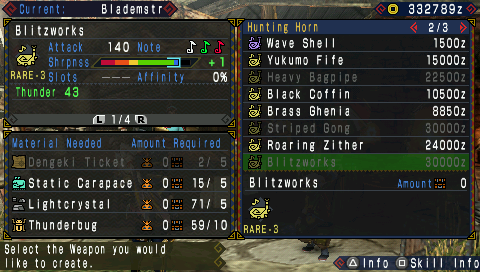 Current: Blademstr
332789z
Blitzworks
Attack 140 Note
Shrpnss +1
RARE-3 Slots --- Affinity 0%
Thunder 43
L 1/4 R
Material Needed Amount Required
Dengeki Ticket 0 2/ 5
Static Carapace 0 15/ 5
Lightcrystal 0 71/ 5
Thunderbug 0 59/10
Select the Weapon you would
like to create.
Hunting Horn 2/3
Wave Shell 1500z
Yukumo Fife 15000z
Heavy Bagpipe 22500z
Black Coffin 10500z
Brass Ghenia 8850z
Striped Gong 30000z
Roaring Zither 24000z
Blitzworks 30000z
Blitzworks Amount 0
RARE-3
Info Skill Info